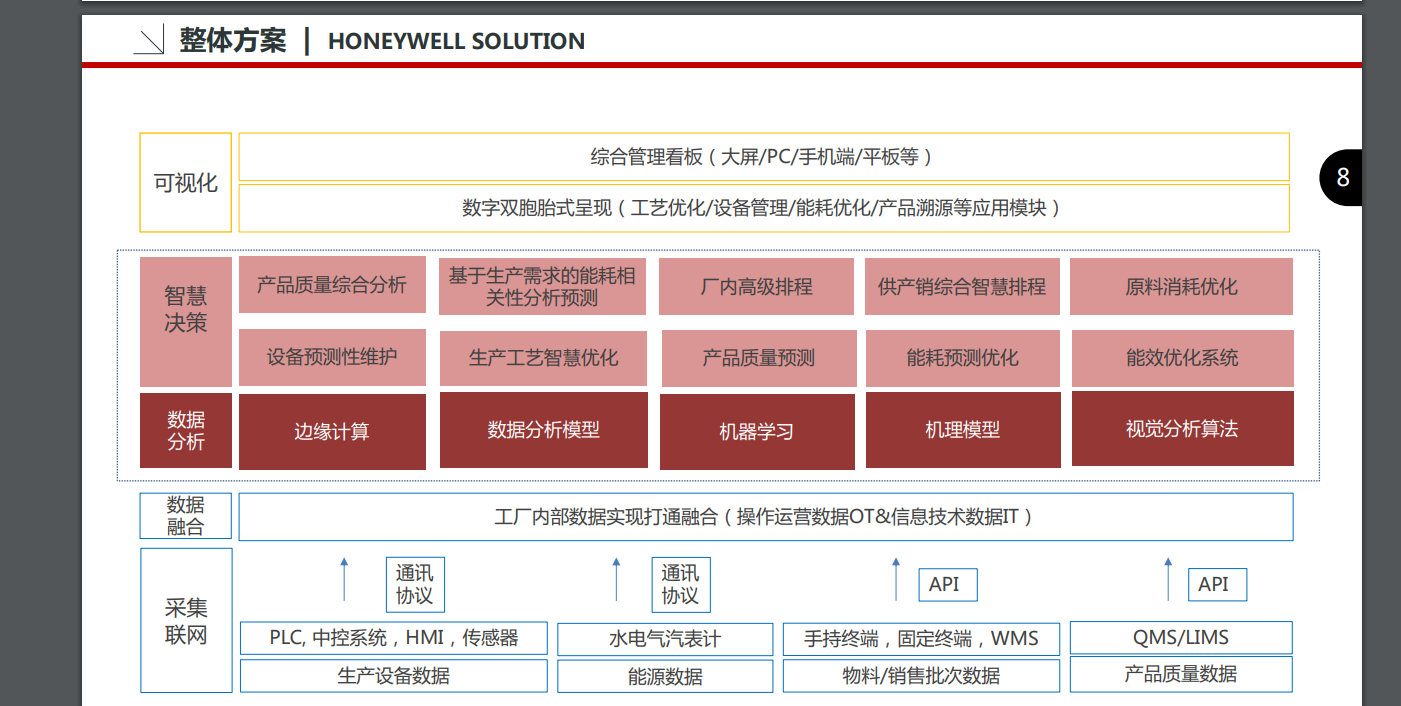 整体方案 | HONEYWELL SOLUTION
8
可视化
综合管理看板（大屏/PC/手机端/平板等）
数字双胞胎式呈现（工艺优化/设备管理/能耗优化/产品溯源等应用模块）
智慧
决策
产品质量综合分析
基于生产需求的能耗相
关性分析预测
厂内高级排程
供产销综合智慧排程
原料消耗优化
设备预测性维护
生产工艺智慧优化
产品质量预测
能耗预测优化
能效优化系统
数据
分析
边缘计算
数据分析模型
机器学习
机理模型
视觉分析算法
数据
融合
工厂内部数据实现打通融合（操作运营数据OT&信息技术数据IT）
采集
联网
通讯
协议
通讯
协议
API
API
PLC, 中控系统，HMI，传感器
水电气汽表计
手持终端，固定终端，WMS
QMS/LIMS
生产设备数据
能源数据
物料/销售批次数据
产品质量数据